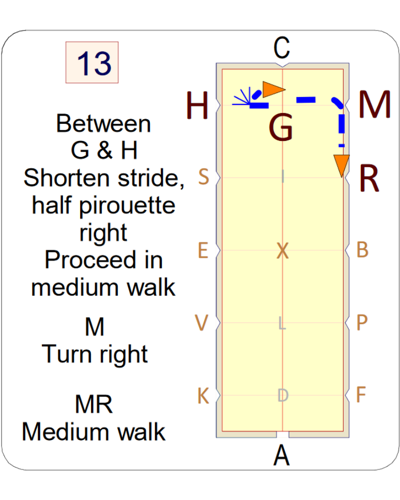 13
Between
G & H
Shorten stride,
half pirouette
right
Proceed in
medium walk
M
Turn right
MR
Medium walk
C
H
M
G
S
I
R
E
X
B
V
L
P
K
D
F
A